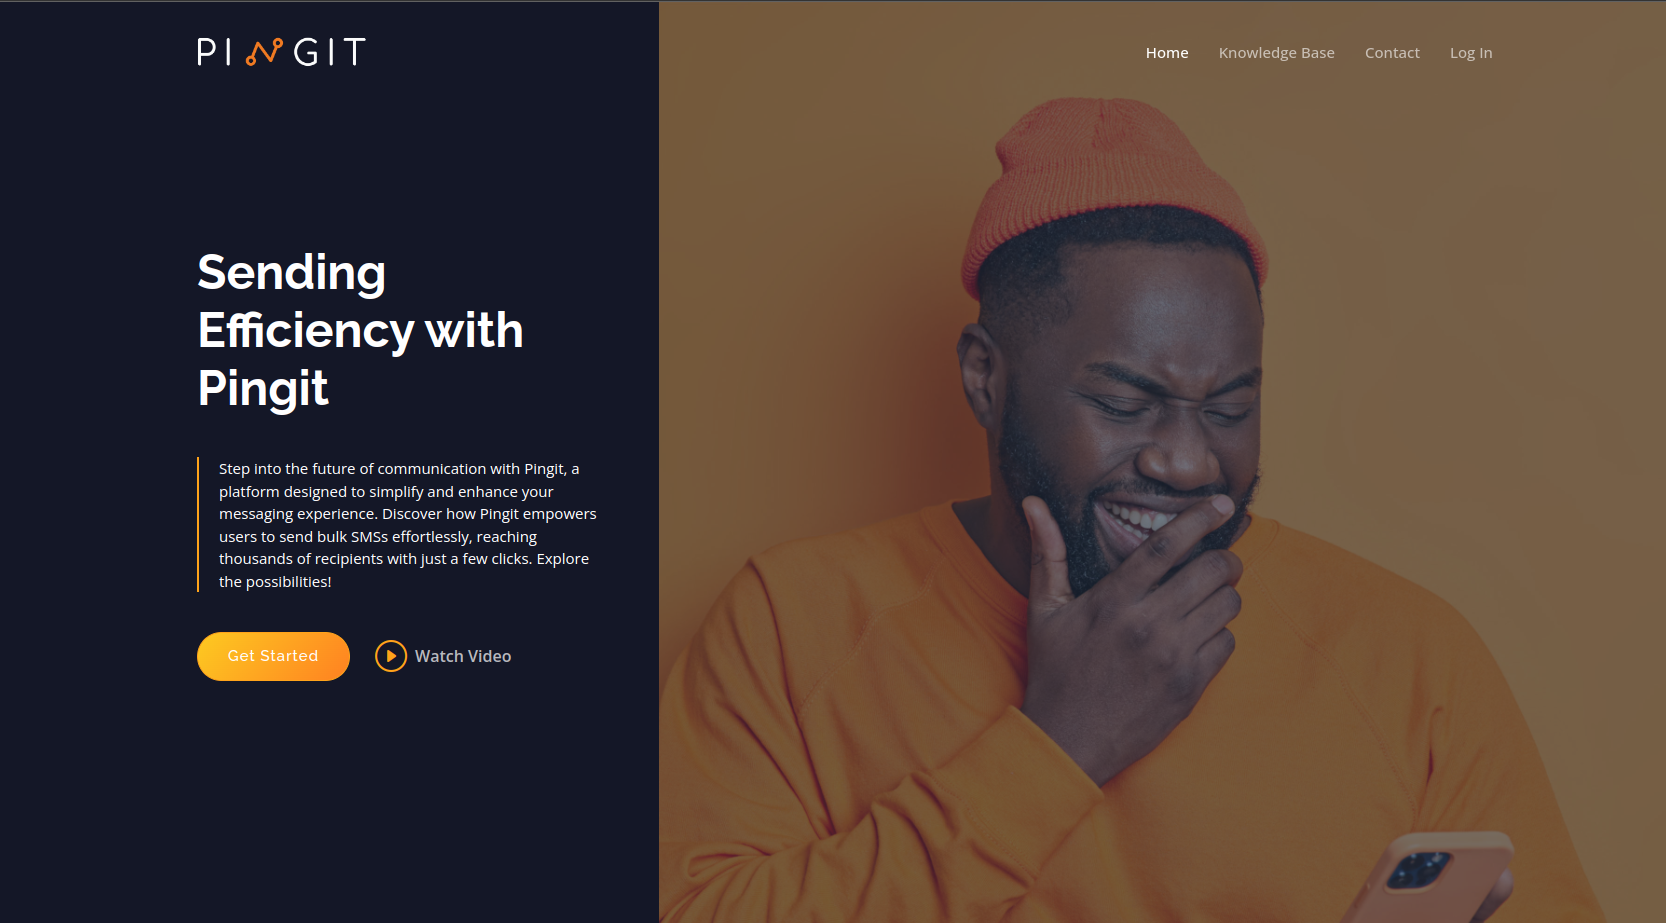 PINGIT
Home Knowledge Base Contact Log In
Sending
Efficiency with
Pingit
Step into the future of communication with Pingit, a
platform designed to simplify and enhance your
messaging experience. Discover how Pingit empowers
users to send bulk SMSs effortlessly, reaching
thousands of recipients with just a few clicks. Explore
the possibilities!
Get Started
Watch Video